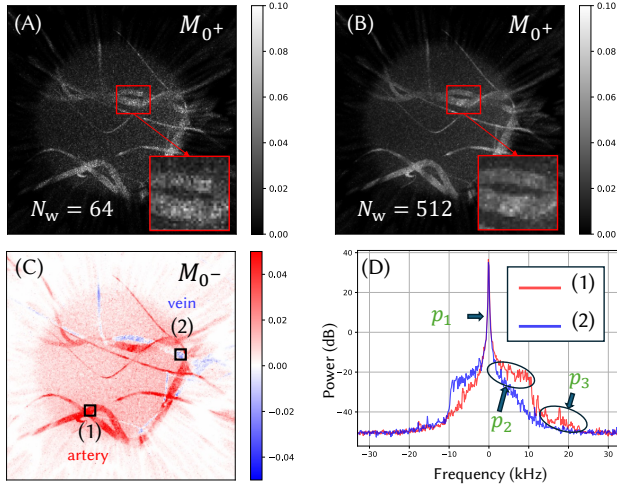 (A)
M₀⁺
N_w = 64
0.10
0.08
0.06
0.04
0.02
0.00
(B)
M₀⁺
N_w = 512
0.10
0.08
0.06
0.04
0.02
0.00
(C)
M₀⁻
vein
(2)
(1)
artery
0.04
0.02
0.00
−0.02
−0.04
(D)
(1)
(2)
p₁
p₂
p₃
Power (dB)
40
20
0
−20
−40
−30
−20
−10
0
10
20
30
Frequency (kHz)